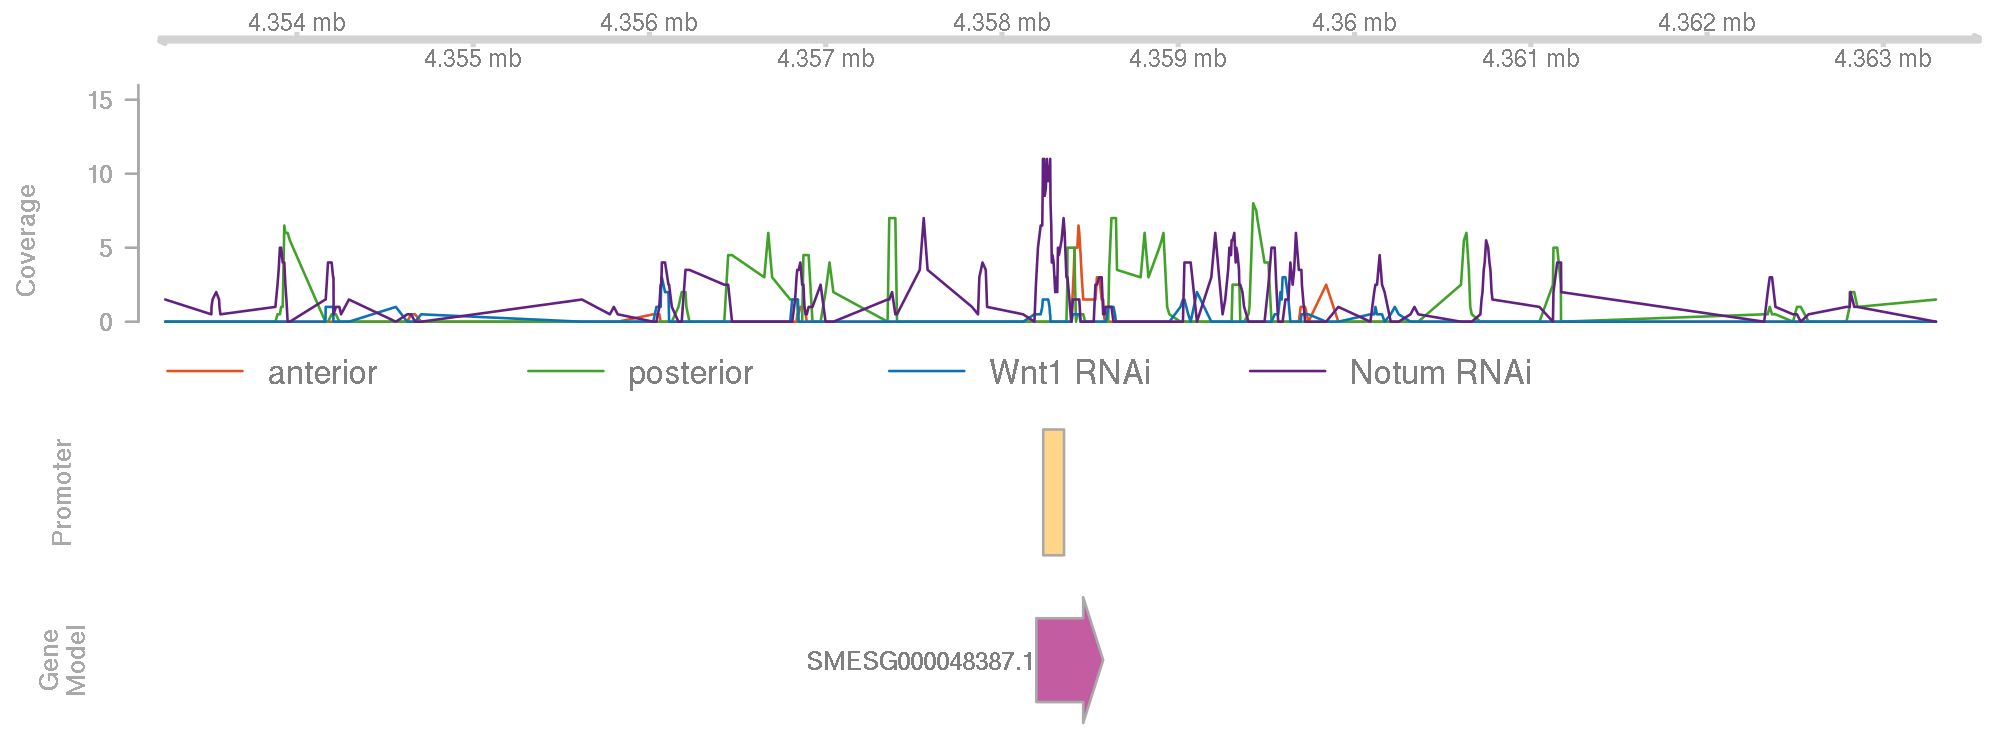 4.354 mb 4.356 mb 4.358 mb 4.36 mb 4.362 mb
4.355 mb 4.357 mb 4.359 mb 4.361 mb 4.363 mb
Coverage
15
10
5
0
anterior posterior Wnt1 RNAi Notum RNAi
Promoter
Gene
Model
SMESG000048387.1